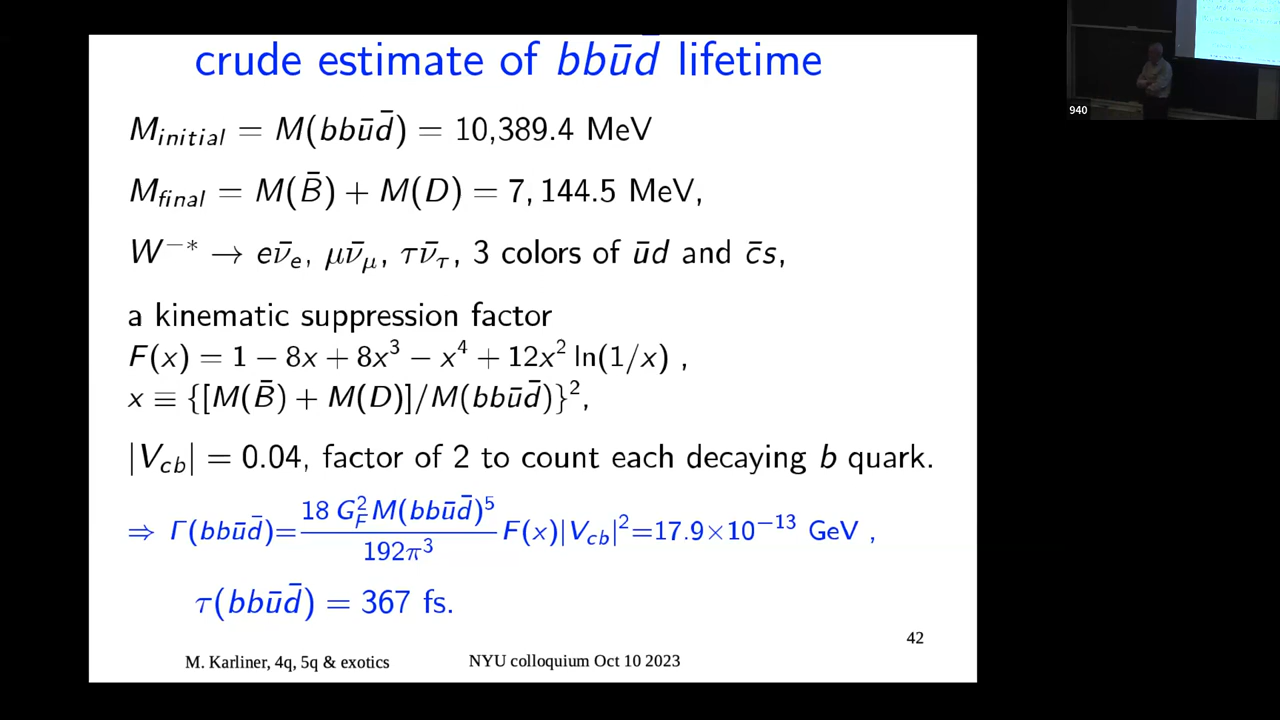 crude estimate of bbūd̄ lifetime
M_initial = M(bbūd̄) = 10,389.4 MeV
M_final = M(B̄) + M(D) = 7, 144.5 MeV,
W^−* → eν̄_e, μν̄_μ, τν̄_τ, 3 colors of ūd and c̄s,
a kinematic suppression factor
F(x) = 1 − 8x + 8x³ − x⁴ + 12x² ln(1/x) ,
x ≡ {[M(B̄) + M(D)]/M(bbūd̄)}²,
|V_cb| = 0.04, factor of 2 to count each decaying b quark.
⇒ Γ(bbūd̄)= 18 G_F² M(bbūd̄)⁵ / 192π³ F(x)|V_cb|²=17.9×10⁻¹³ GeV ,
τ(bbūd̄) = 367 fs.
42
M. Karliner, 4q, 5q & exotics NYU colloquium Oct 10 2023
940